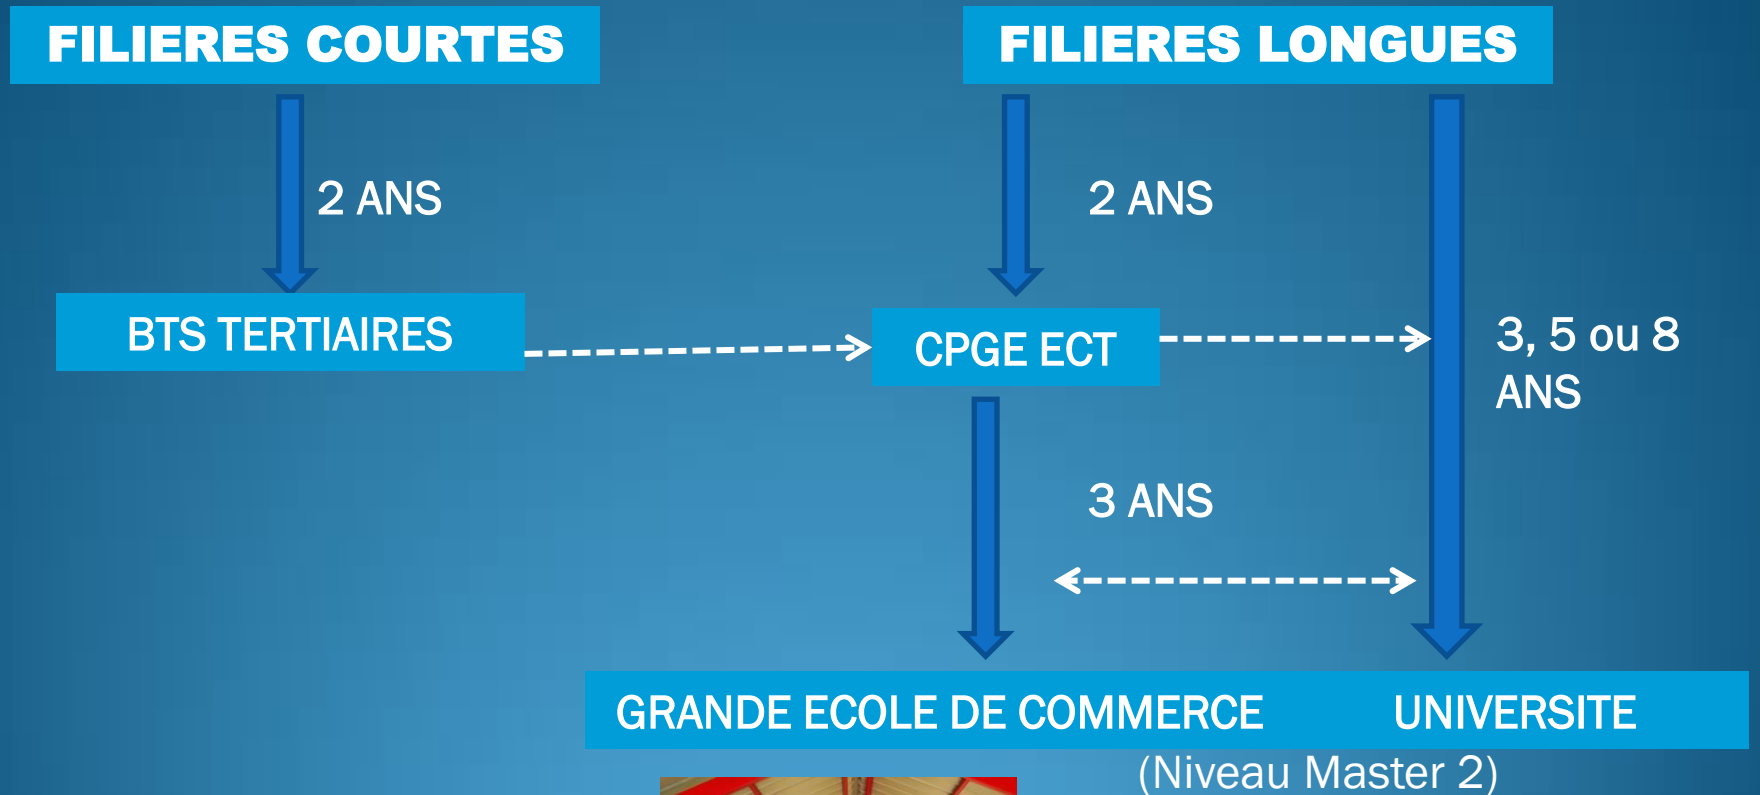 FILIERES COURTES
FILIERES LONGUES
2 ANS
2 ANS
BTS TERTIAIRES
CPGE ECT
3, 5 ou 8
ANS
3 ANS
GRANDE ECOLE DE COMMERCE
UNIVERSITE
(Niveau Master 2)